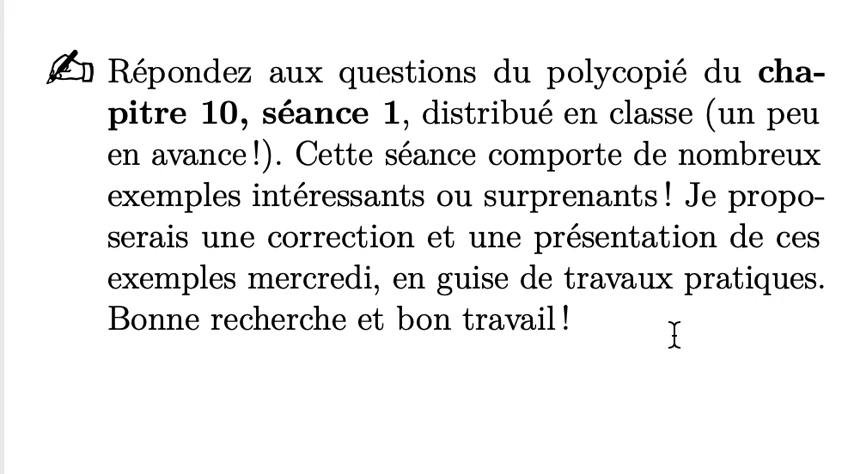 Répondez aux questions du polycopié du cha-
pitre 10, séance 1, distribué en classe (un peu
en avance !). Cette séance comporte de nombreux
exemples intéressants ou surprenants ! Je propo-
serais une correction et une présentation de ces
exemples mercredi, en guise de travaux pratiques.
Bonne recherche et bon travail !